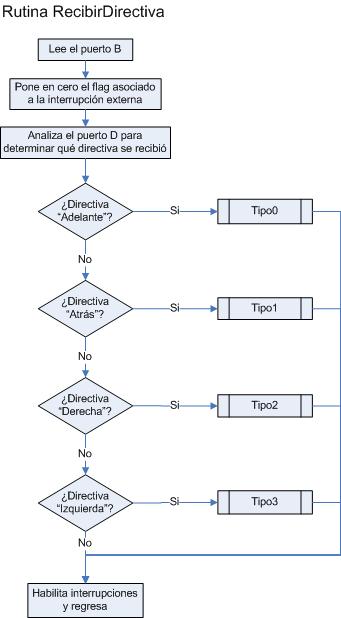 Rutina RecibirDirectiva
Lee el puerto B
Pone en cero el flag asociado
a la interrupción externa
Analiza el puerto D para
determinar qué directiva se recibió
¿Directiva
“Adelante”?
Si
Tipo0
No
¿Directiva
“Atrás”?
Si
Tipo1
No
¿Directiva
“Derecha”?
Si
Tipo2
No
¿Directiva
“Izquierda”?
Si
Tipo3
No
Habilita interrupciones
y regresa